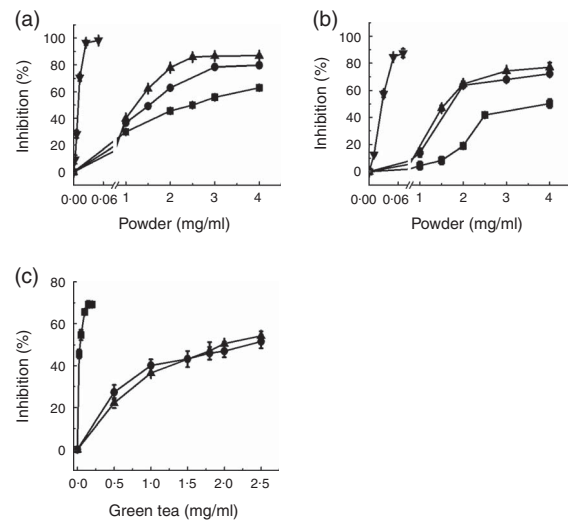 (a)
Inhibition (%)
100
80
60
40
20
0
0·00 0·06 1 2 3 4
Powder (mg/ml)
(b)
Inhibition (%)
100
80
60
40
20
0
0·00 0·06 1 2 3 4
Powder (mg/ml)
(c)
Inhibition (%)
80
60
40
20
0
0·0 0·5 1·0 1·5 2·0 2·5
Green tea (mg/ml)